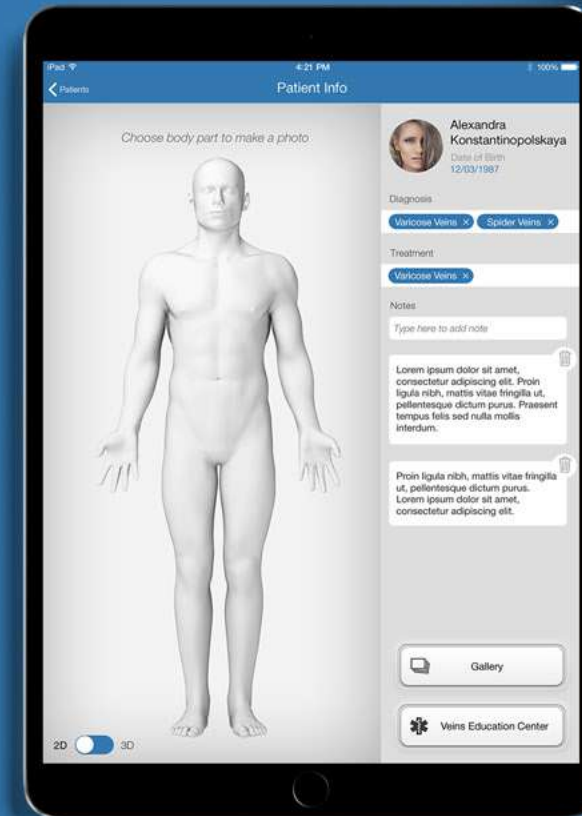 iPad
4:21 PM
100%
Patients
Patient Info
Choose body part to make a photo
Alexandra
Konstantinopolskaya
Date of Birth
12/03/1987
Diagnosis
Varicose Veins ×
Spider Veins ×
Treatment
Varicose Veins ×
Notes
Type here to add note
Lorem ipsum dolor sit amet,
consectetur adipiscing elit. Proin
ligula nibh, mattis vitae fringilla ut,
pellentesque dictum purus. Praesent
tempus felis sed nulla mollis
interdum.
Proin ligula nibh, mattis vitae fringilla
ut, pellentesque dictum purus.
Lorem ipsum dolor sit amet,
consectetur adipiscing elit.
Gallery
Veins Education Center
2D
3D